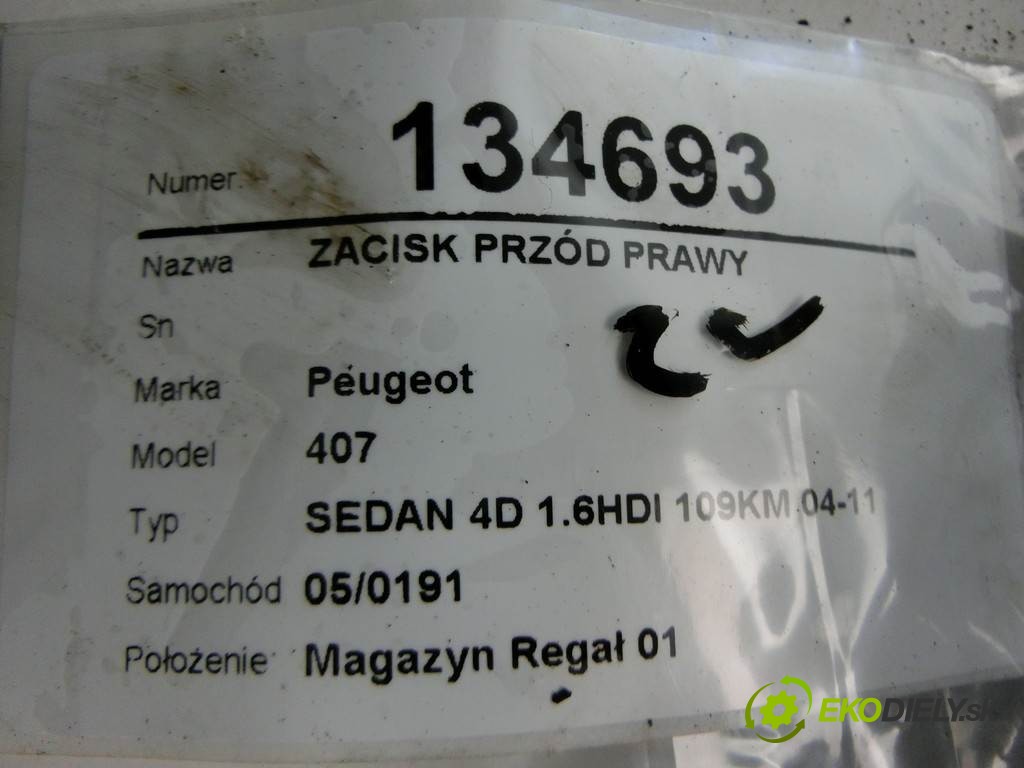 Numer 134693
Nazwa ZACISK PRZÓD PRAWY
Sn
Marka Peugeot
Model 407
Typ SEDAN 4D 1.6HDI 109KM 04-11
Samochód 05/0191
Położenie Magazyn Regał 01
EKODIELY.sk